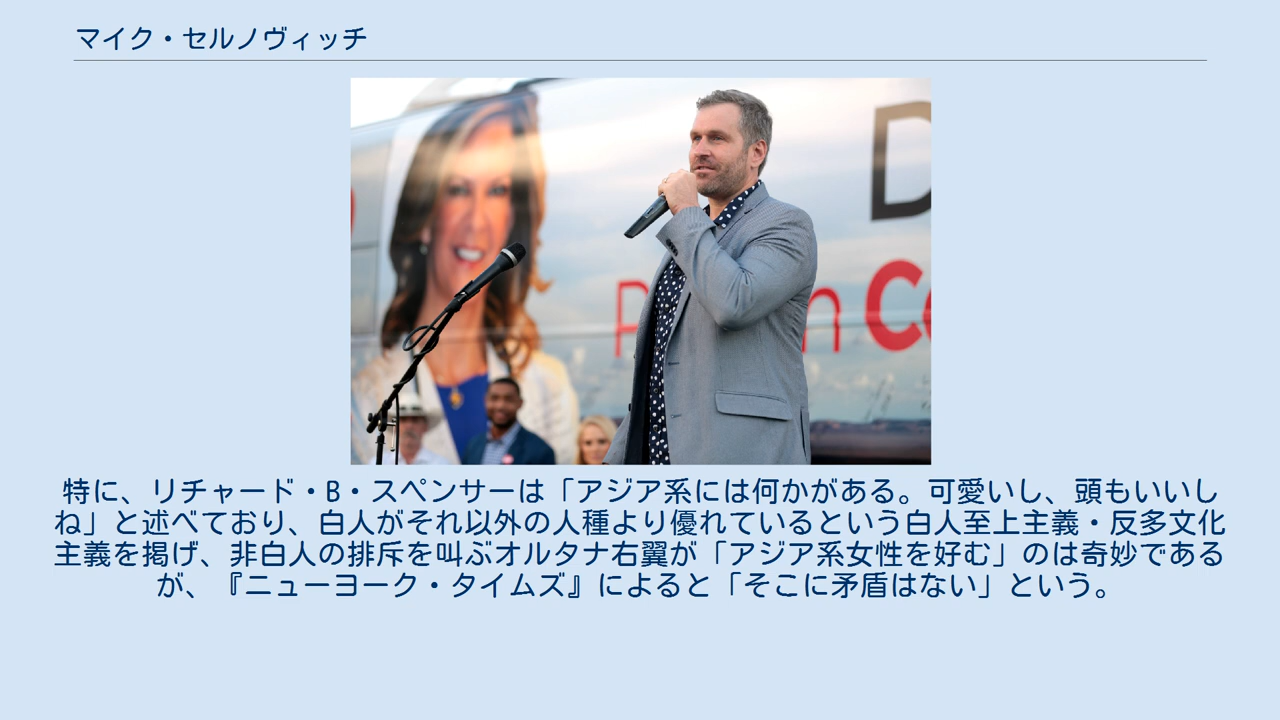 マイク・セルノヴィッチ
D
P n C
特に、リチャード・B・スペンサーは「アジア系には何かがある。可愛いし、頭もいいし
ね」と述べており、白人がそれ以外の人種より優れているという白人至上主義・反多文化
主義を掲げ、非白人の排斥を叫ぶオルタナ右翼が「アジア系女性を好む」のは奇妙である
が、『ニューヨーク・タイムズ』によると「そこに矛盾はない」という。